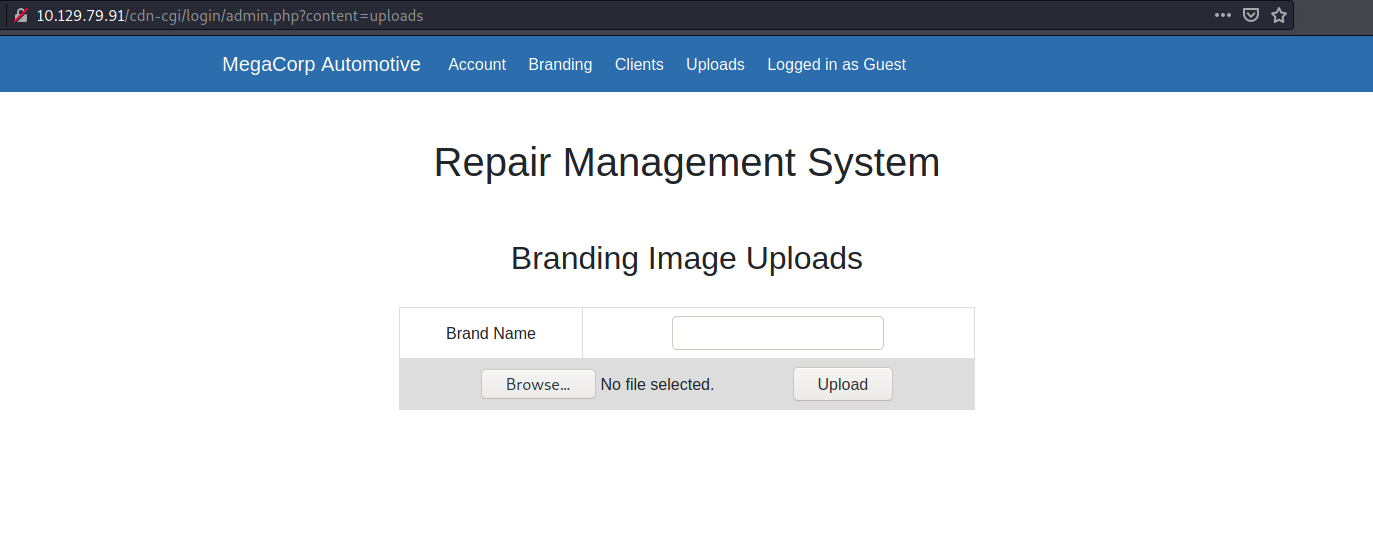 10.129.79.91/cdn-cgi/login/admin.php?content=uploads
MegaCorp Automotive Account Branding Clients Uploads Logged in as Guest
Repair Management System
Branding Image Uploads
Brand Name
Browse... No file selected. Upload